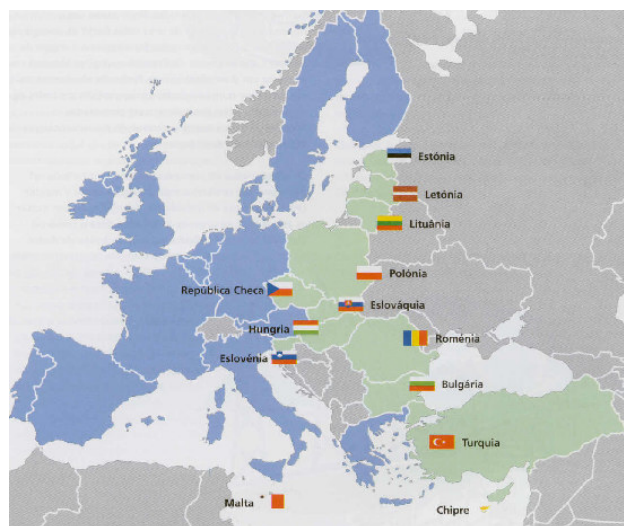 Estónia
Letónia
Lituânia
Polónia
República Checa
Eslováquia
Hungria
Roménia
Eslovénia
Bulgária
Turquia
Malta
Chipre